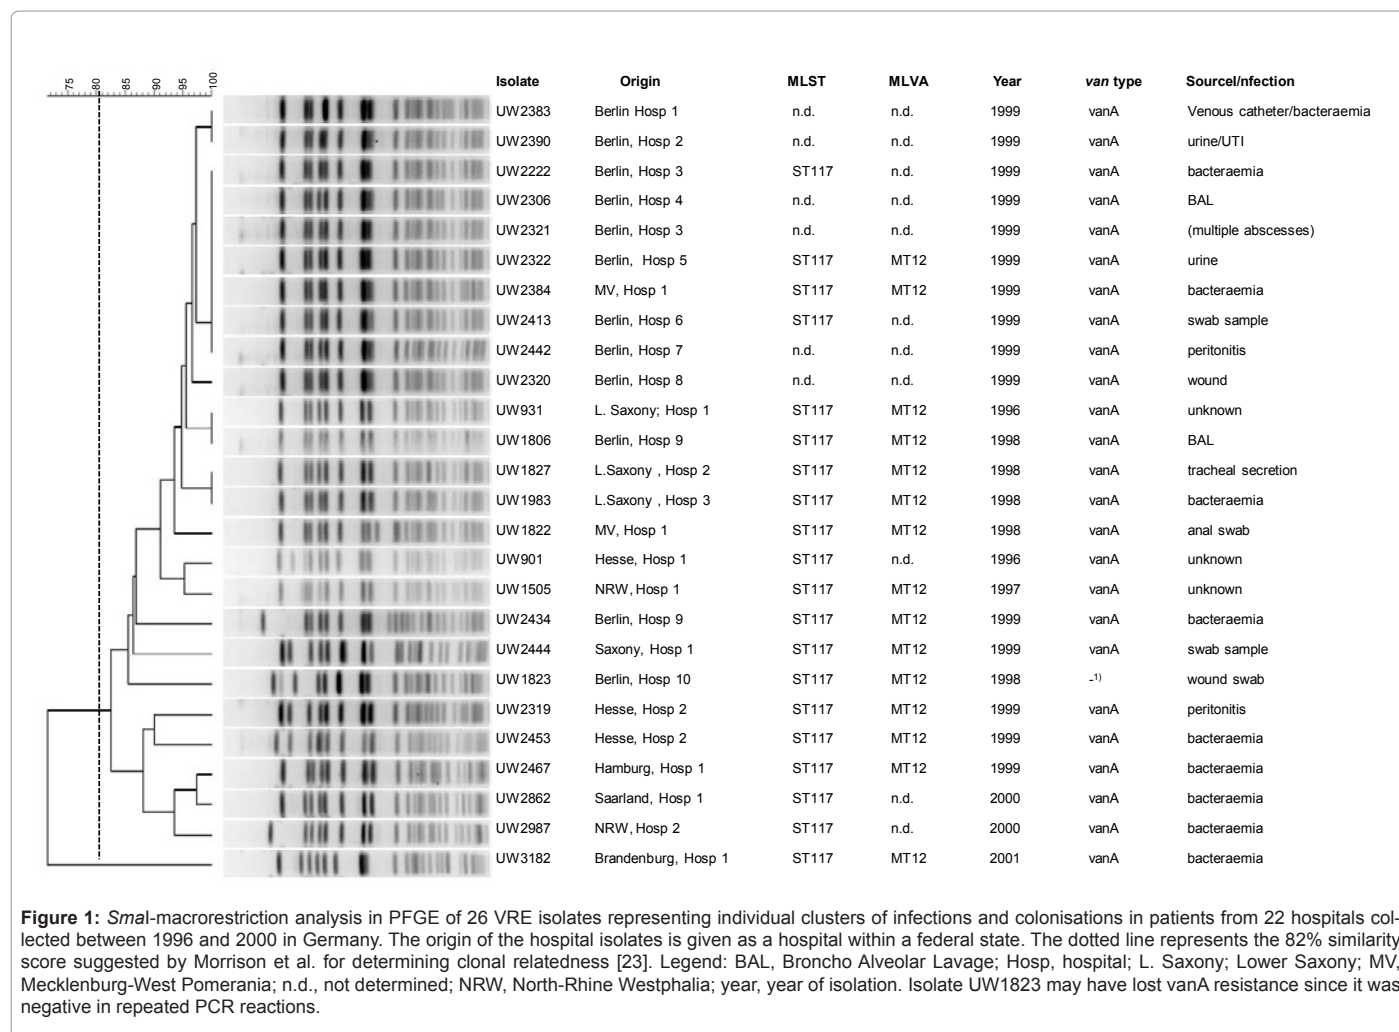 75 80 85 90 95 100
Isolate Origin MLST MLVA Year van type Sourcel/nfection
UW2383 Berlin Hosp 1 n.d. n.d. 1999 vanA Venous catheter/bacteraemia
UW2390 Berlin, Hosp 2 n.d. n.d. 1999 vanA urine/UTI
UW2222 Berlin, Hosp 3 ST117 n.d. 1999 vanA bacteraemia
UW2306 Berlin, Hosp 4 n.d. n.d. 1999 vanA BAL
UW2321 Berlin, Hosp 3 n.d. n.d. 1999 vanA (multiple abscesses)
UW2322 Berlin, Hosp 5 ST117 MT12 1999 vanA urine
UW2384 MV, Hosp 1 ST117 MT12 1999 vanA bacteraemia
UW2413 Berlin, Hosp 6 ST117 n.d. 1999 vanA swab sample
UW2442 Berlin, Hosp 7 n.d. n.d. 1999 vanA peritonitis
UW2320 Berlin, Hosp 8 n.d. n.d. 1999 vanA wound
UW931 L. Saxony; Hosp 1 ST117 MT12 1996 vanA unknown
UW1806 Berlin, Hosp 9 ST117 MT12 1998 vanA BAL
UW1827 L.Saxony , Hosp 2 ST117 MT12 1998 vanA tracheal secretion
UW1983 L.Saxony , Hosp 3 ST117 MT12 1998 vanA bacteraemia
UW1822 MV, Hosp 1 ST117 MT12 1998 vanA anal swab
UW901 Hesse, Hosp 1 ST117 n.d. 1996 vanA unknown
UW1505 NRW, Hosp 1 ST117 MT12 1997 vanA unknown
UW2434 Berlin, Hosp 9 ST117 MT12 1999 vanA bacteraemia
UW2444 Saxony, Hosp 1 ST117 MT12 1999 vanA swab sample
UW1823 Berlin, Hosp 10 ST117 MT12 1998 -1) wound swab
UW2319 Hesse, Hosp 2 ST117 MT12 1999 vanA peritonitis
UW2453 Hesse, Hosp 2 ST117 MT12 1999 vanA bacteraemia
UW2467 Hamburg, Hosp 1 ST117 MT12 1999 vanA bacteraemia
UW2862 Saarland, Hosp 1 ST117 n.d. 2000 vanA bacteraemia
UW2987 NRW, Hosp 2 ST117 n.d. 2000 vanA bacteraemia
UW3182 Brandenburg, Hosp 1 ST117 MT12 2001 vanA bacteraemia
Figure 1: SmaI-macrorestriction analysis in PFGE of 26 VRE isolates representing individual clusters of infections and colonisations in patients from 22 hospitals col-
lected between 1996 and 2000 in Germany. The origin of the hospital isolates is given as a hospital within a federal state. The dotted line represents the 82% similarity
score suggested by Morrison et al. for determining clonal relatedness [23]. Legend: BAL, Broncho Alveolar Lavage; Hosp, hospital; L. Saxony; Lower Saxony; MV,
Mecklenburg-West Pomerania; n.d., not determined; NRW, North-Rhine Westphalia; year, year of isolation. Isolate UW1823 may have lost vanA resistance since it was
negative in repeated PCR reactions.